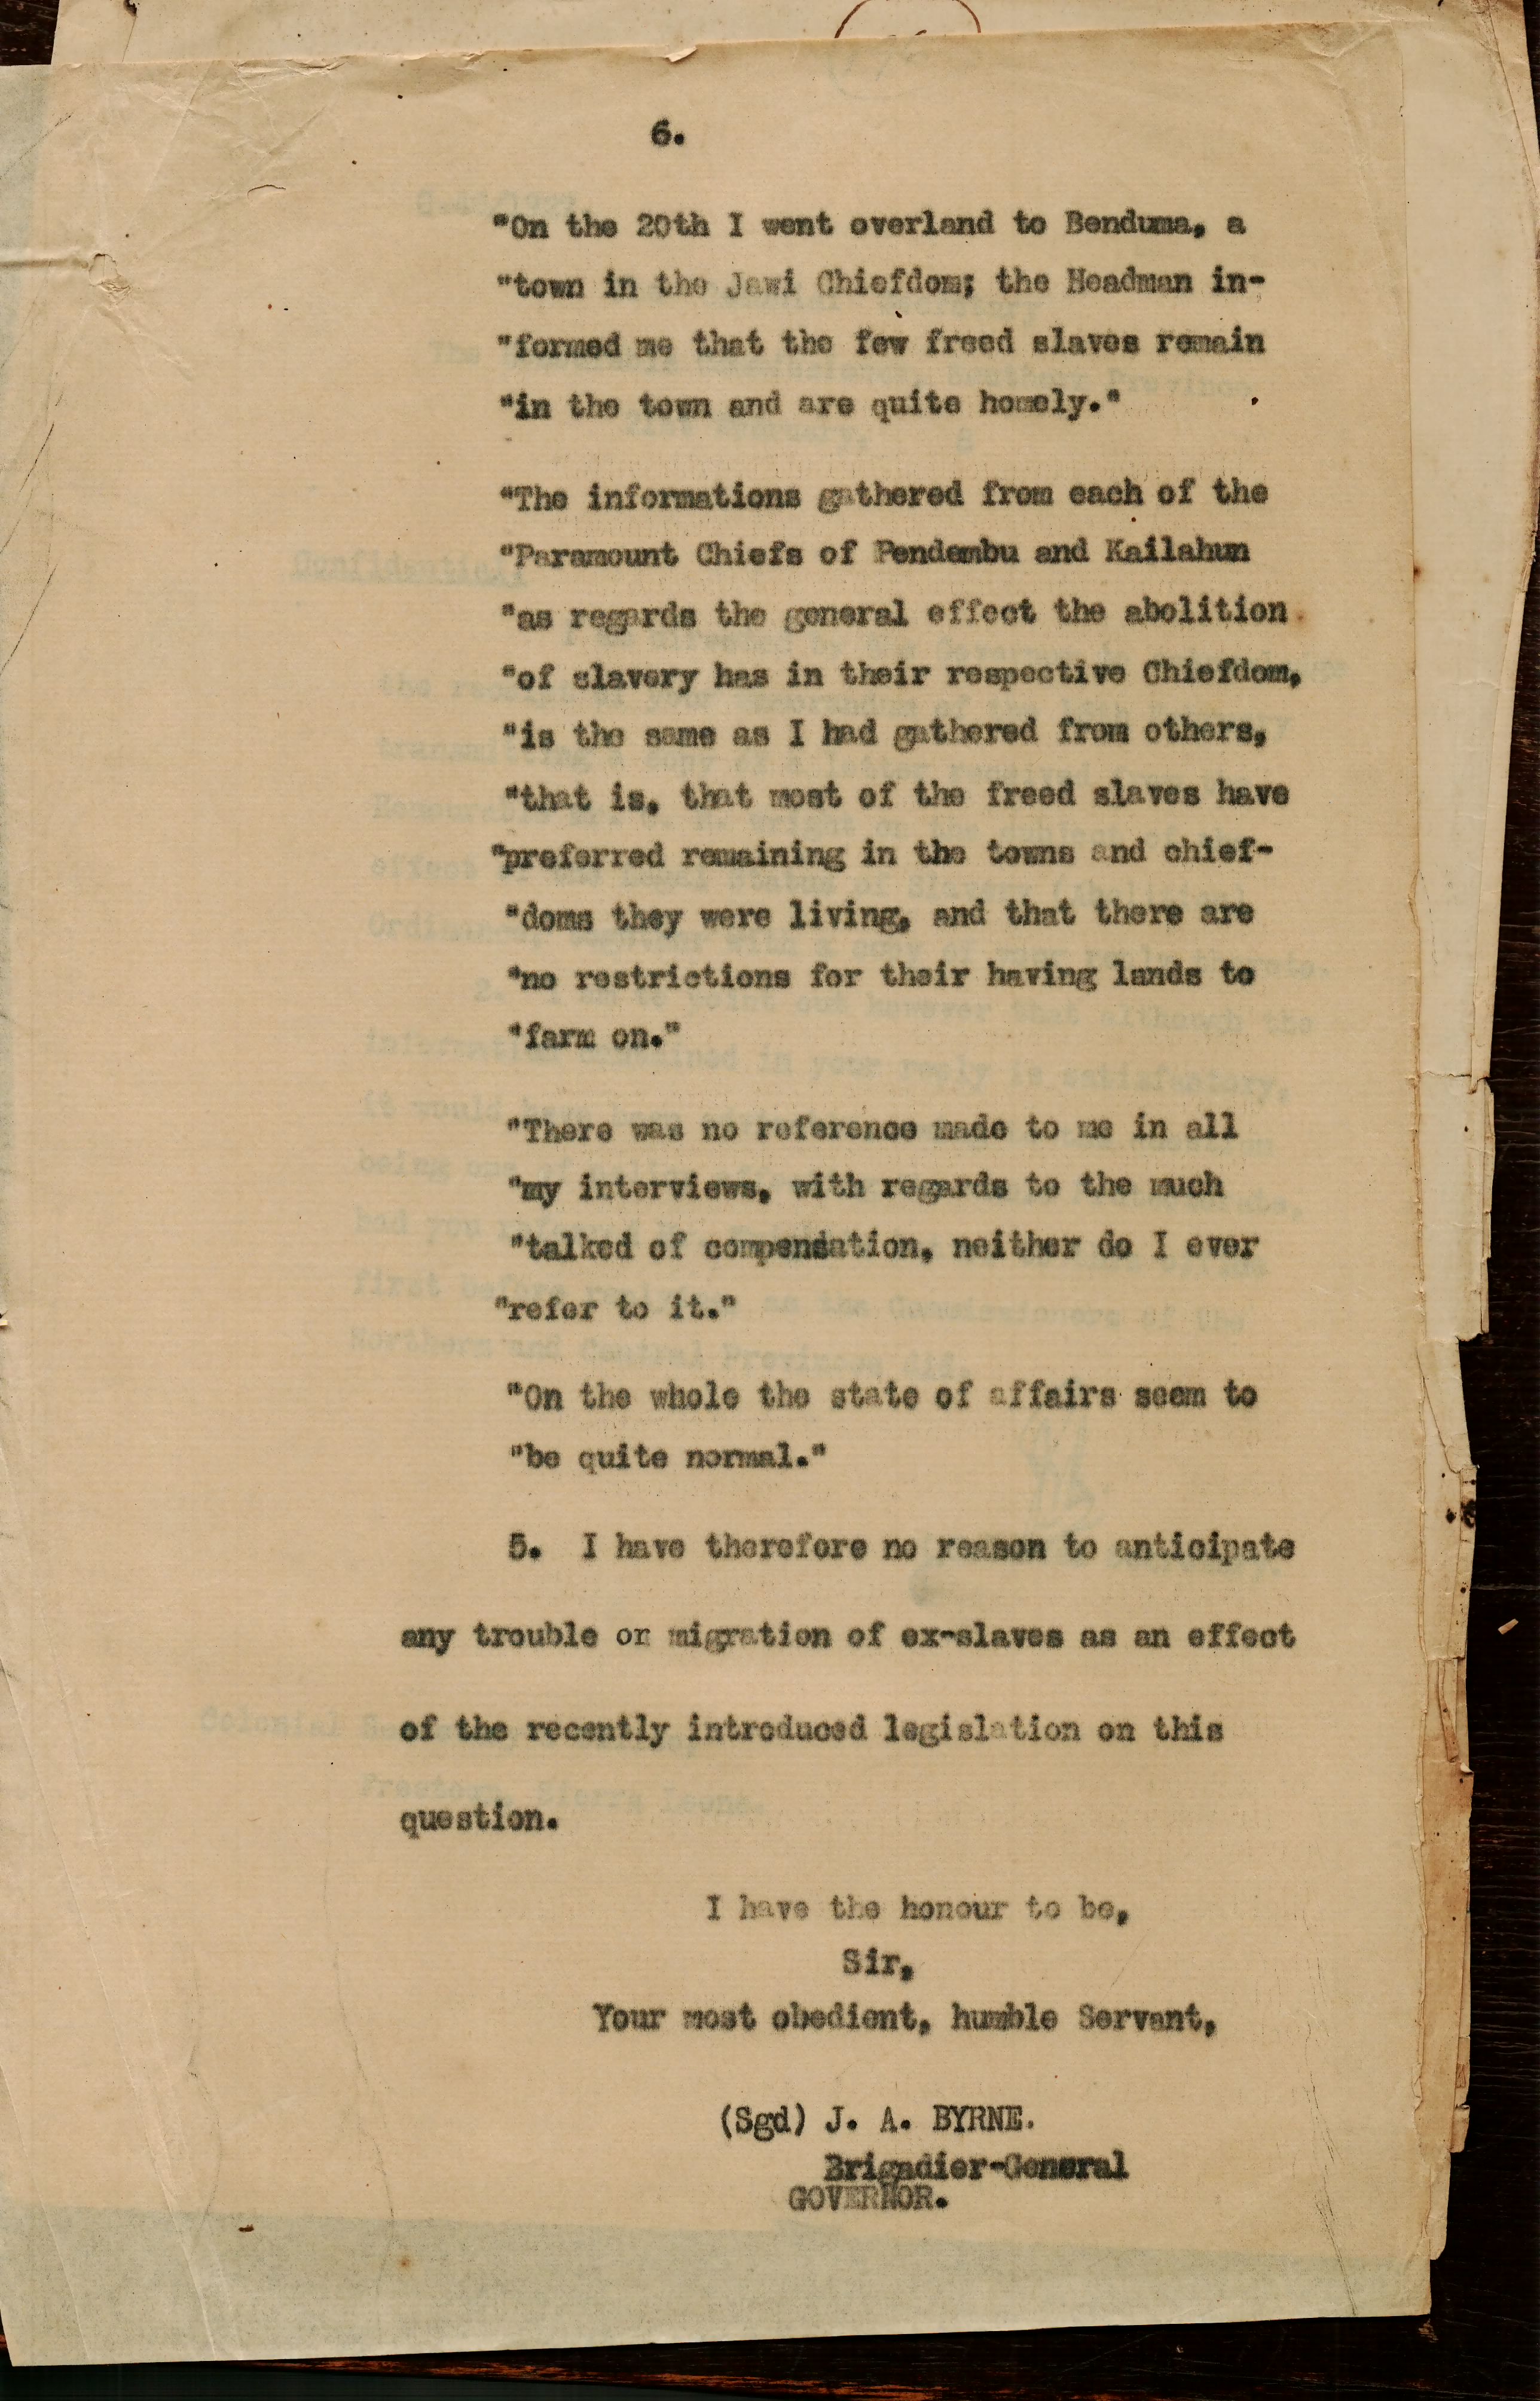 6.
"On the 20th I went overland to Benduma, a
"town in the Jawi Chiefdom; the Headman in-
"formed me that the few freed slaves remain
"in the town and are quite homely."
"The informations gathered from each of the
"Paramount Chiefs of Pendembu and Kailahun
"as regards the general effect the abolition
"of slavery has in their respective Chiefdom,
"is the same as I had gathered from others,
"that is, that most of the freed slaves have
"preferred remaining in the towns and chief-
"doms they were living, and that there are
"no restrictions for their having lands to
"farm on."
"There was no reference made to me in all
"my interviews, with regards to the much
"talked of compensation, neither do I ever
"refer to it."
"On the whole the state of affairs seem to
"be quite normal."
5. I have therefore no reason to anticipate
any trouble or migration of ex-slaves as an effect
of the recently introduced legislation on this
question.
I have the honour to be,
Sir,
Your most obedient, humble Servant,
(Sgd) J. A. BYRNE.
Brigadier-General
GOVERNOR.